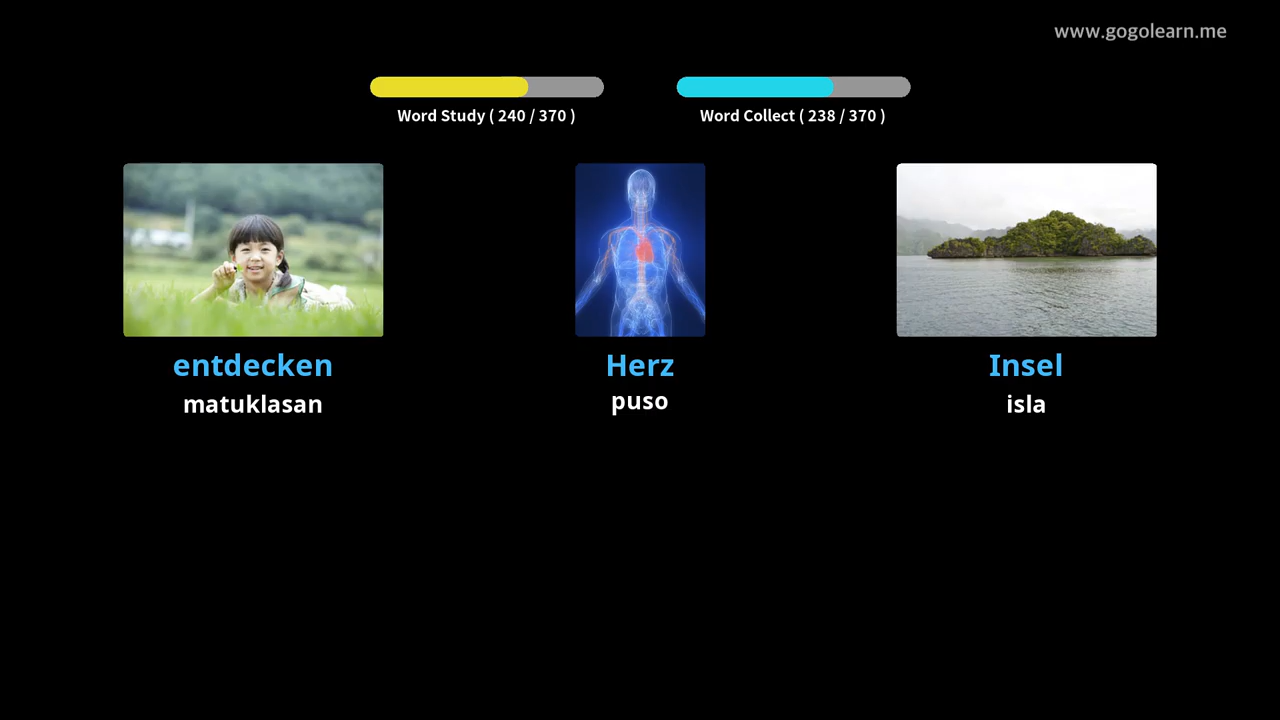 www.gogolearn.me
Word Study ( 240 / 370 )
Word Collect ( 238 / 370 )
entdecken
matuklasan
Herz
puso
Insel
isla